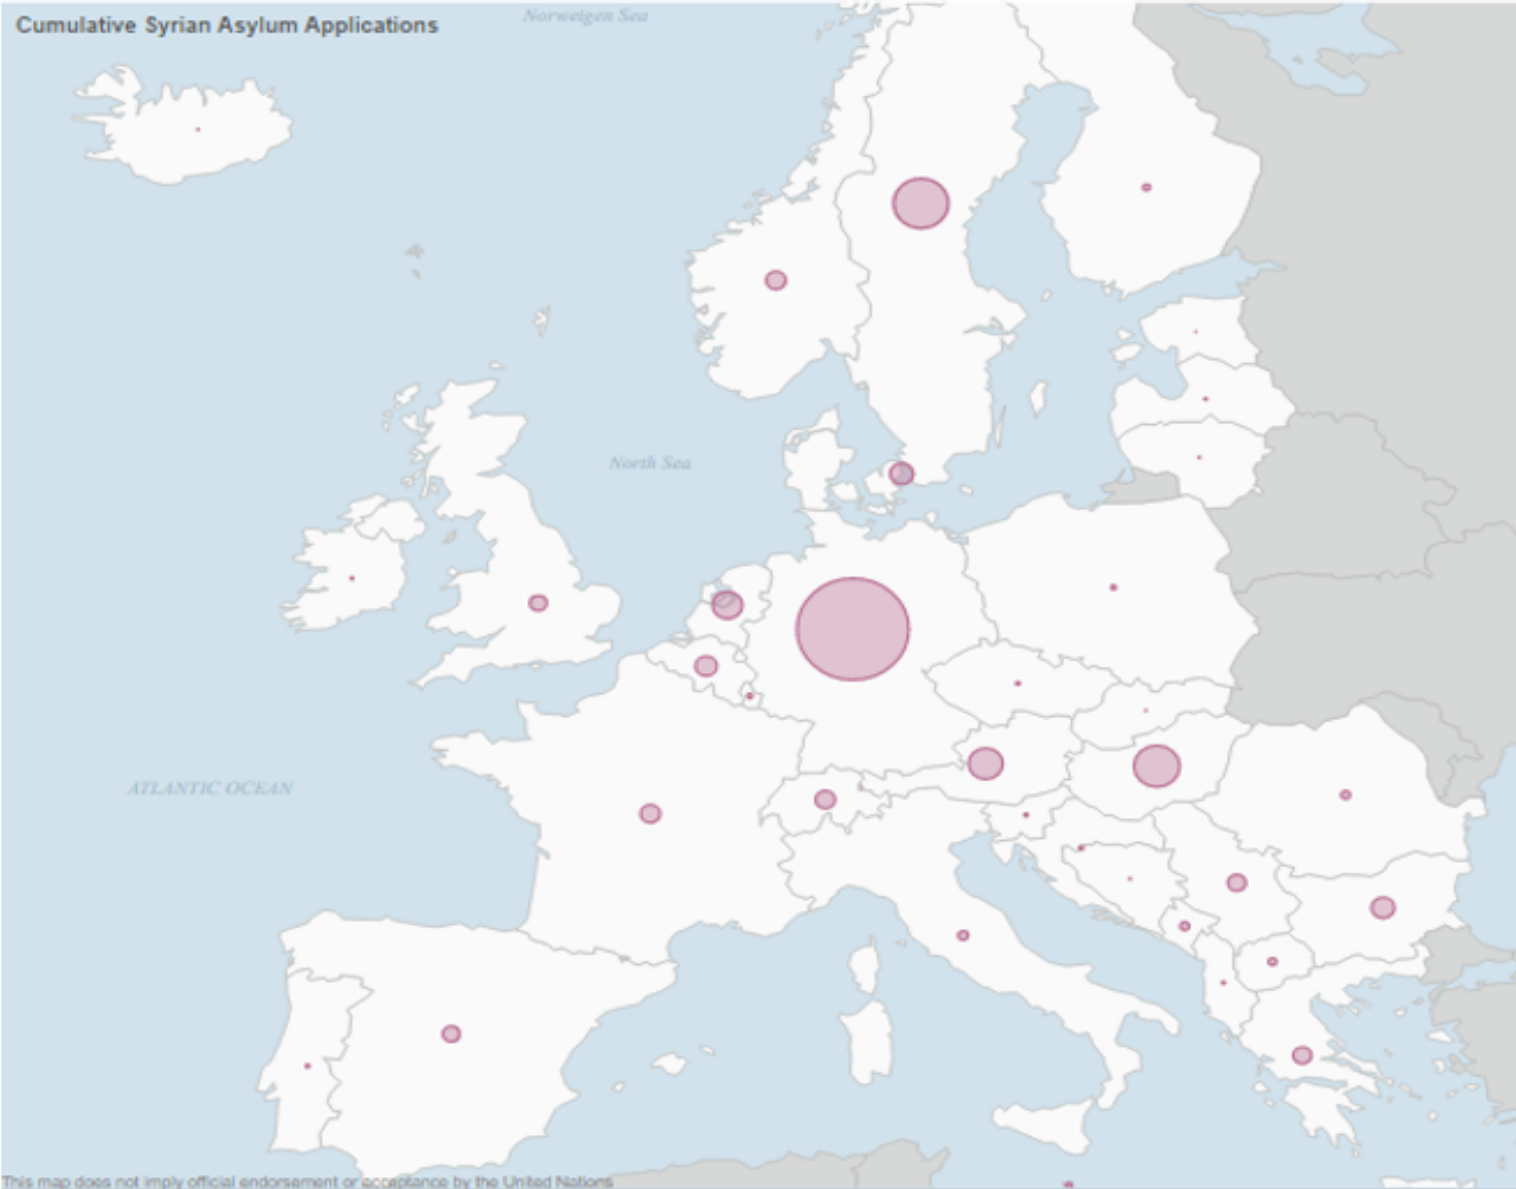 Cumulative Syrian Asylum Applications
Norweigen Sea
North Sea
ATLANTIC OCEAN
This map does not imply official endorsement or acceptance by the United Nations